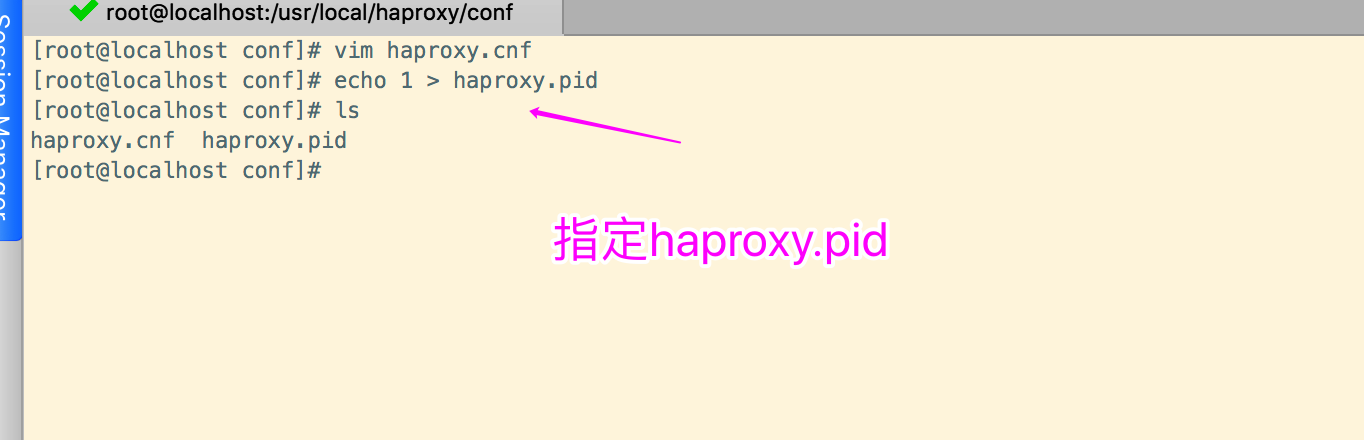 root@localhost:/usr/local/haproxy/conf
Session Manager
[root@localhost conf]# vim haproxy.cnf
[root@localhost conf]# echo 1 > haproxy.pid
[root@localhost conf]# ls
haproxy.cnf  haproxy.pid
[root@localhost conf]#
指定haproxy.pid